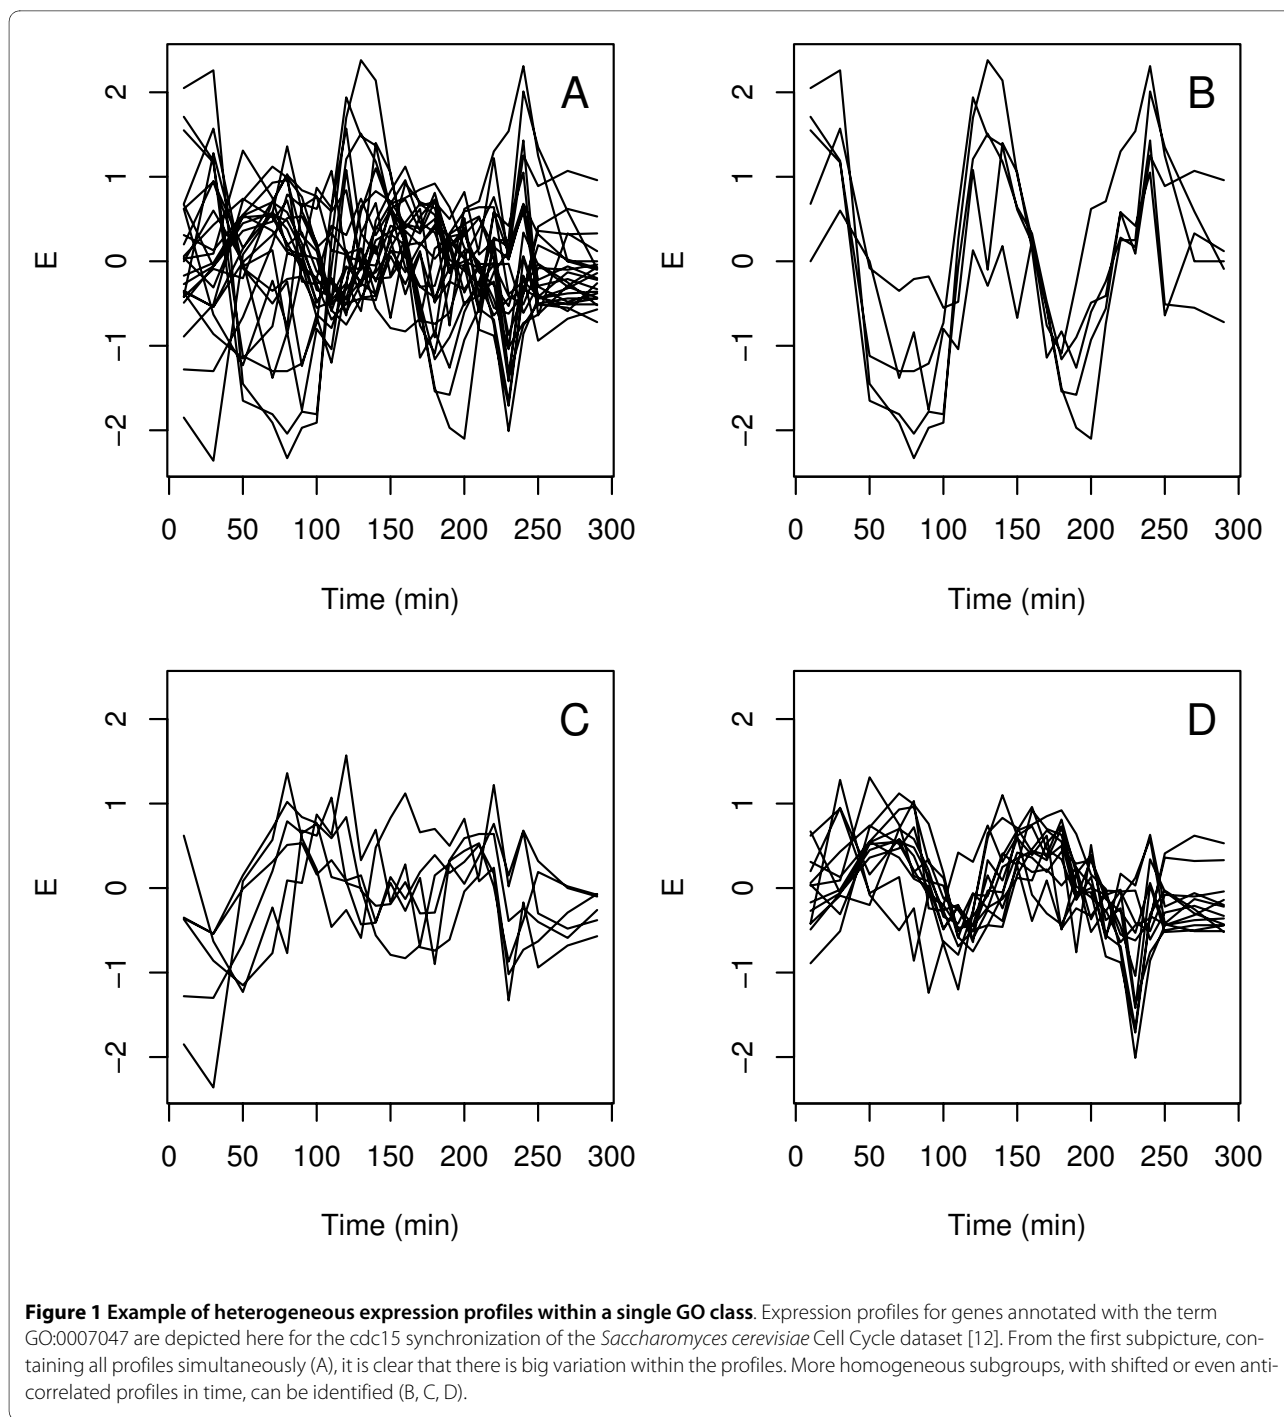 A
B
2
1
0
−1
−2
E
2
1
0
−1
−2
E
0 50 100 150 200 250 300
0 50 100 150 200 250 300
Time (min)
Time (min)
C
D
2
1
0
−1
−2
E
2
1
0
−1
−2
E
0 50 100 150 200 250 300
0 50 100 150 200 250 300
Time (min)
Time (min)
Figure 1 Example of heterogeneous expression profiles within a single GO class. Expression profiles for genes annotated with the term
GO:0007047 are depicted here for the cdc15 synchronization of the Saccharomyces cerevisiae Cell Cycle dataset [12]. From the first subpicture, con-
taining all profiles simultaneously (A), it is clear that there is big variation within the profiles. More homogeneous subgroups, with shifted or even anti-
correlated profiles in time, can be identified (B, C, D).